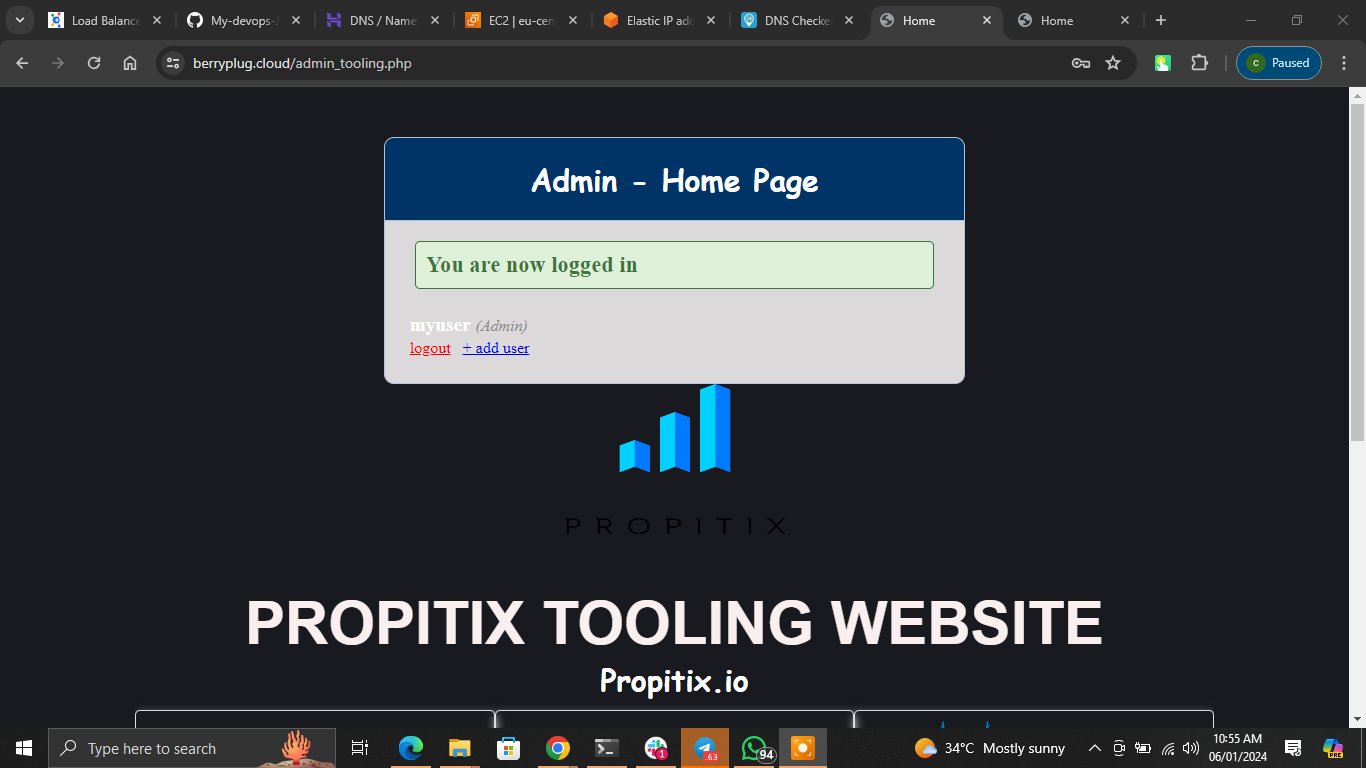 Load Balance
My-devops-
DNS / Name
EC2 | eu-cen
Elastic IP add
DNS Checke
Home
Home
berryplug.cloud/admin_tooling.php
c
Paused
Admin - Home Page
You are now logged in
myuser (Admin)
logout + add user
PROPITIX
PROPITIX TOOLING WEBSITE
Propitix.io
Type here to search
1
.63
94
34°C Mostly sunny
10:55 AM
06/01/2024
PRE